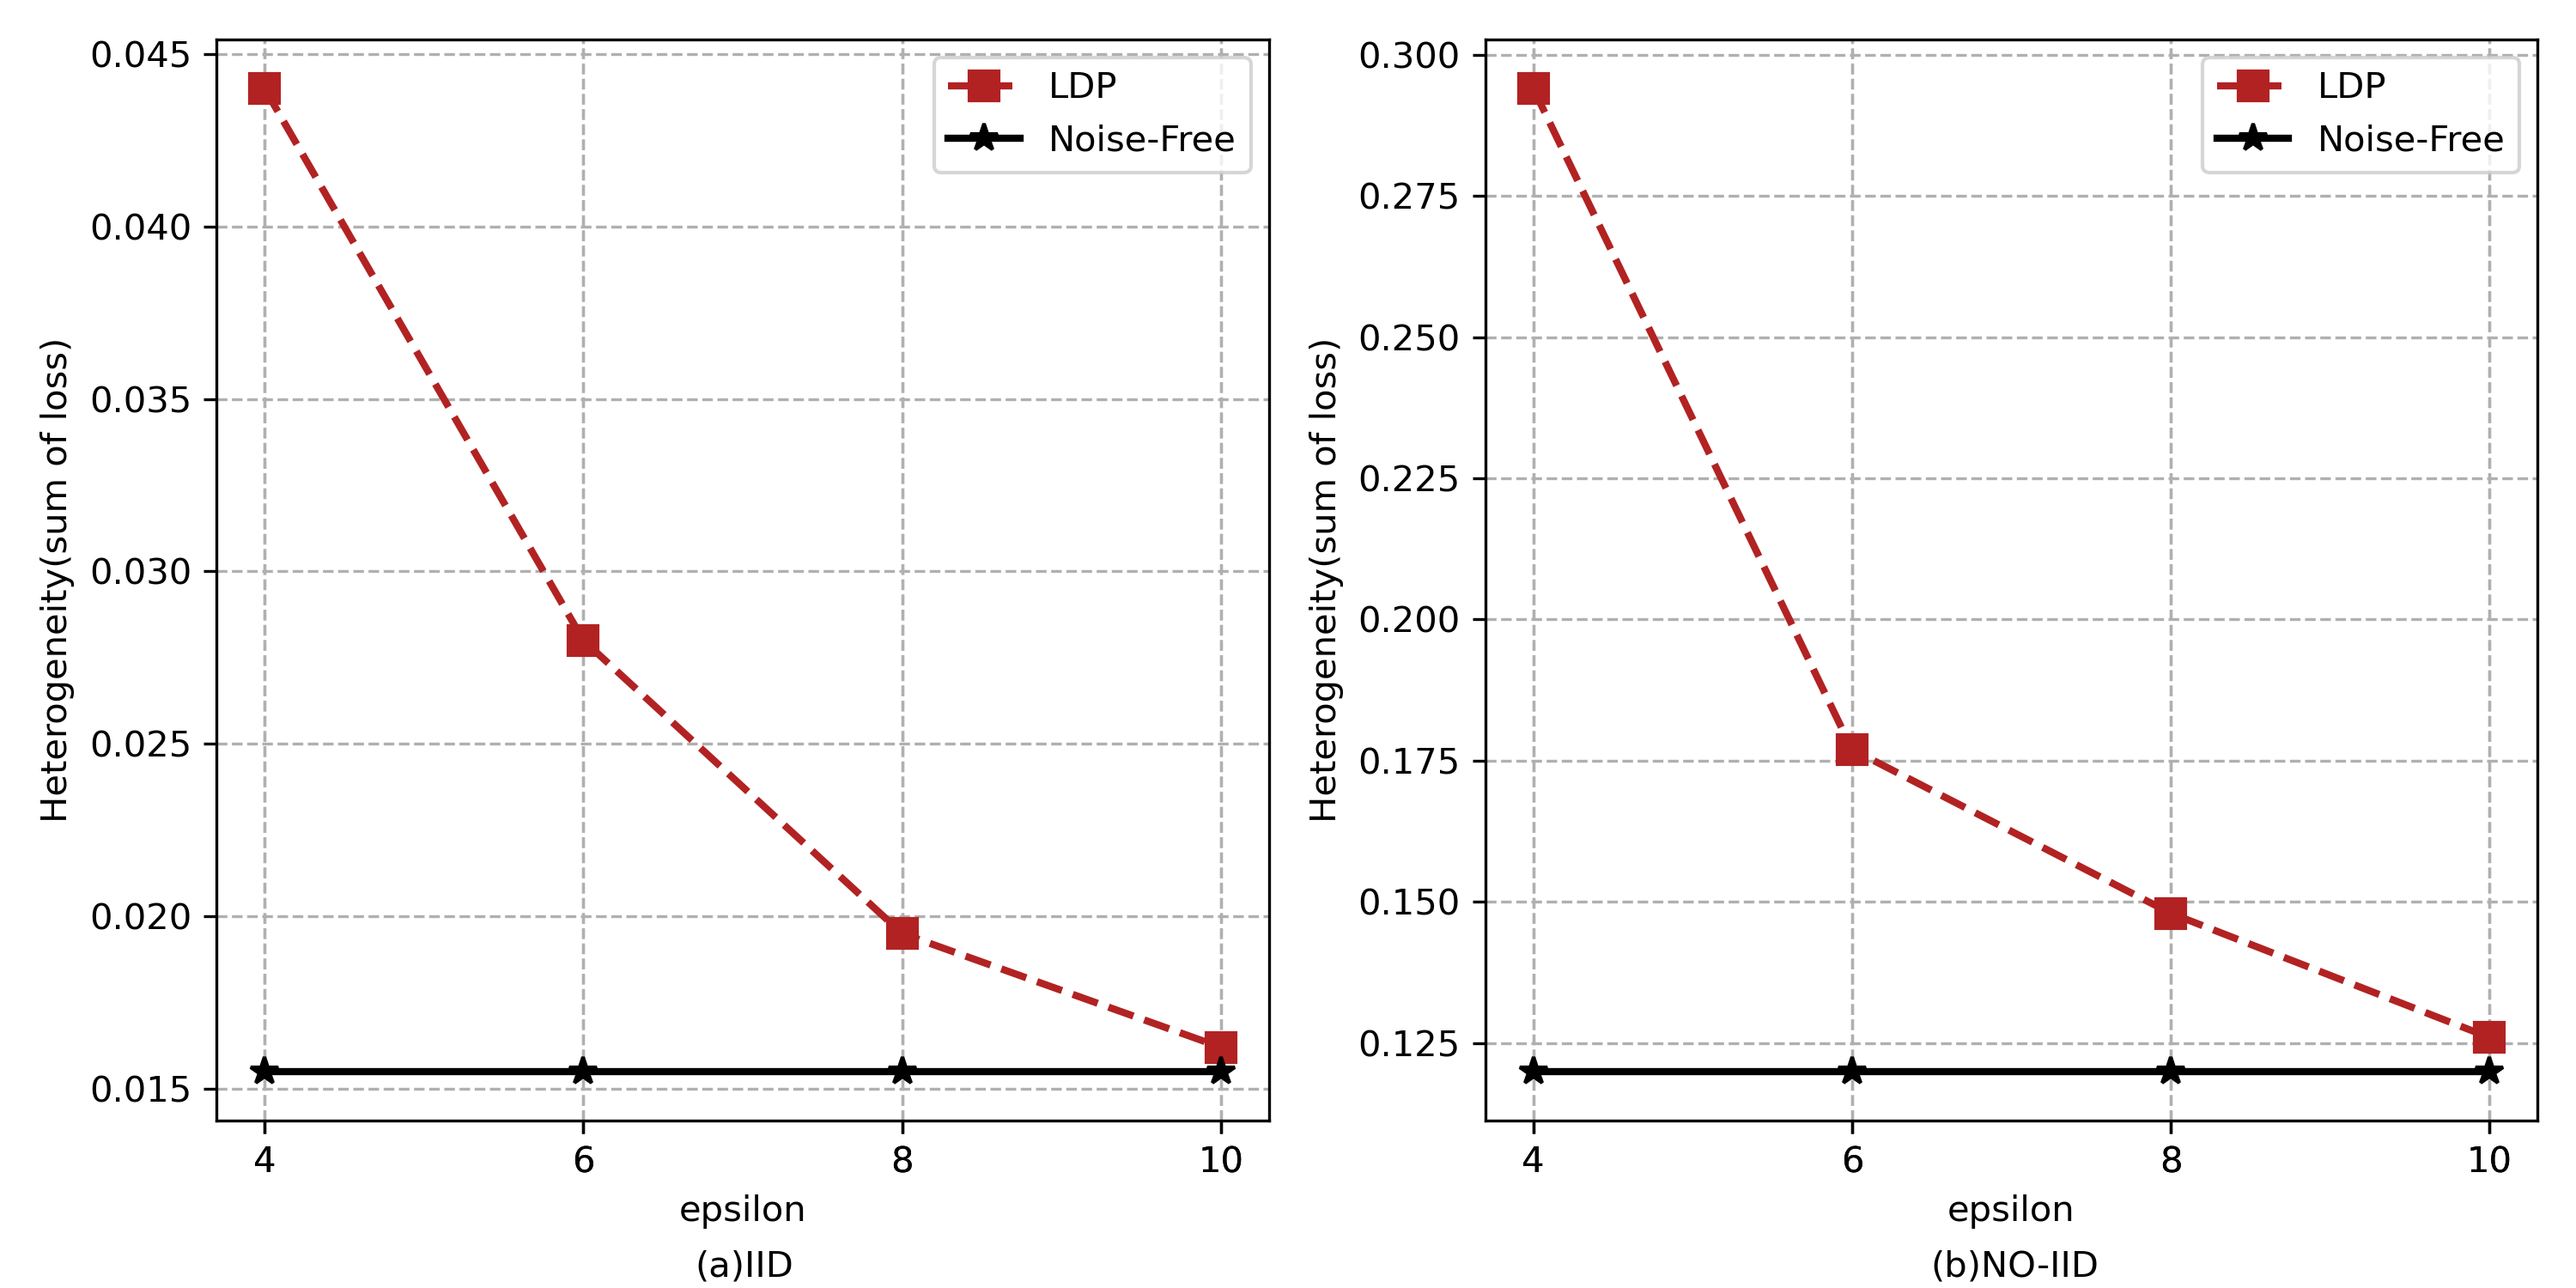 Heterogeneity(sum of loss)
0.045
0.040
0.035
0.030
0.025
0.020
0.015
LDP
Noise-Free
4 6 8 10
epsilon
(a)IID
Heterogeneity(sum of loss)
0.300
0.275
0.250
0.225
0.200
0.175
0.150
0.125
LDP
Noise-Free
4 6 8 10
epsilon
(b)NO-IID